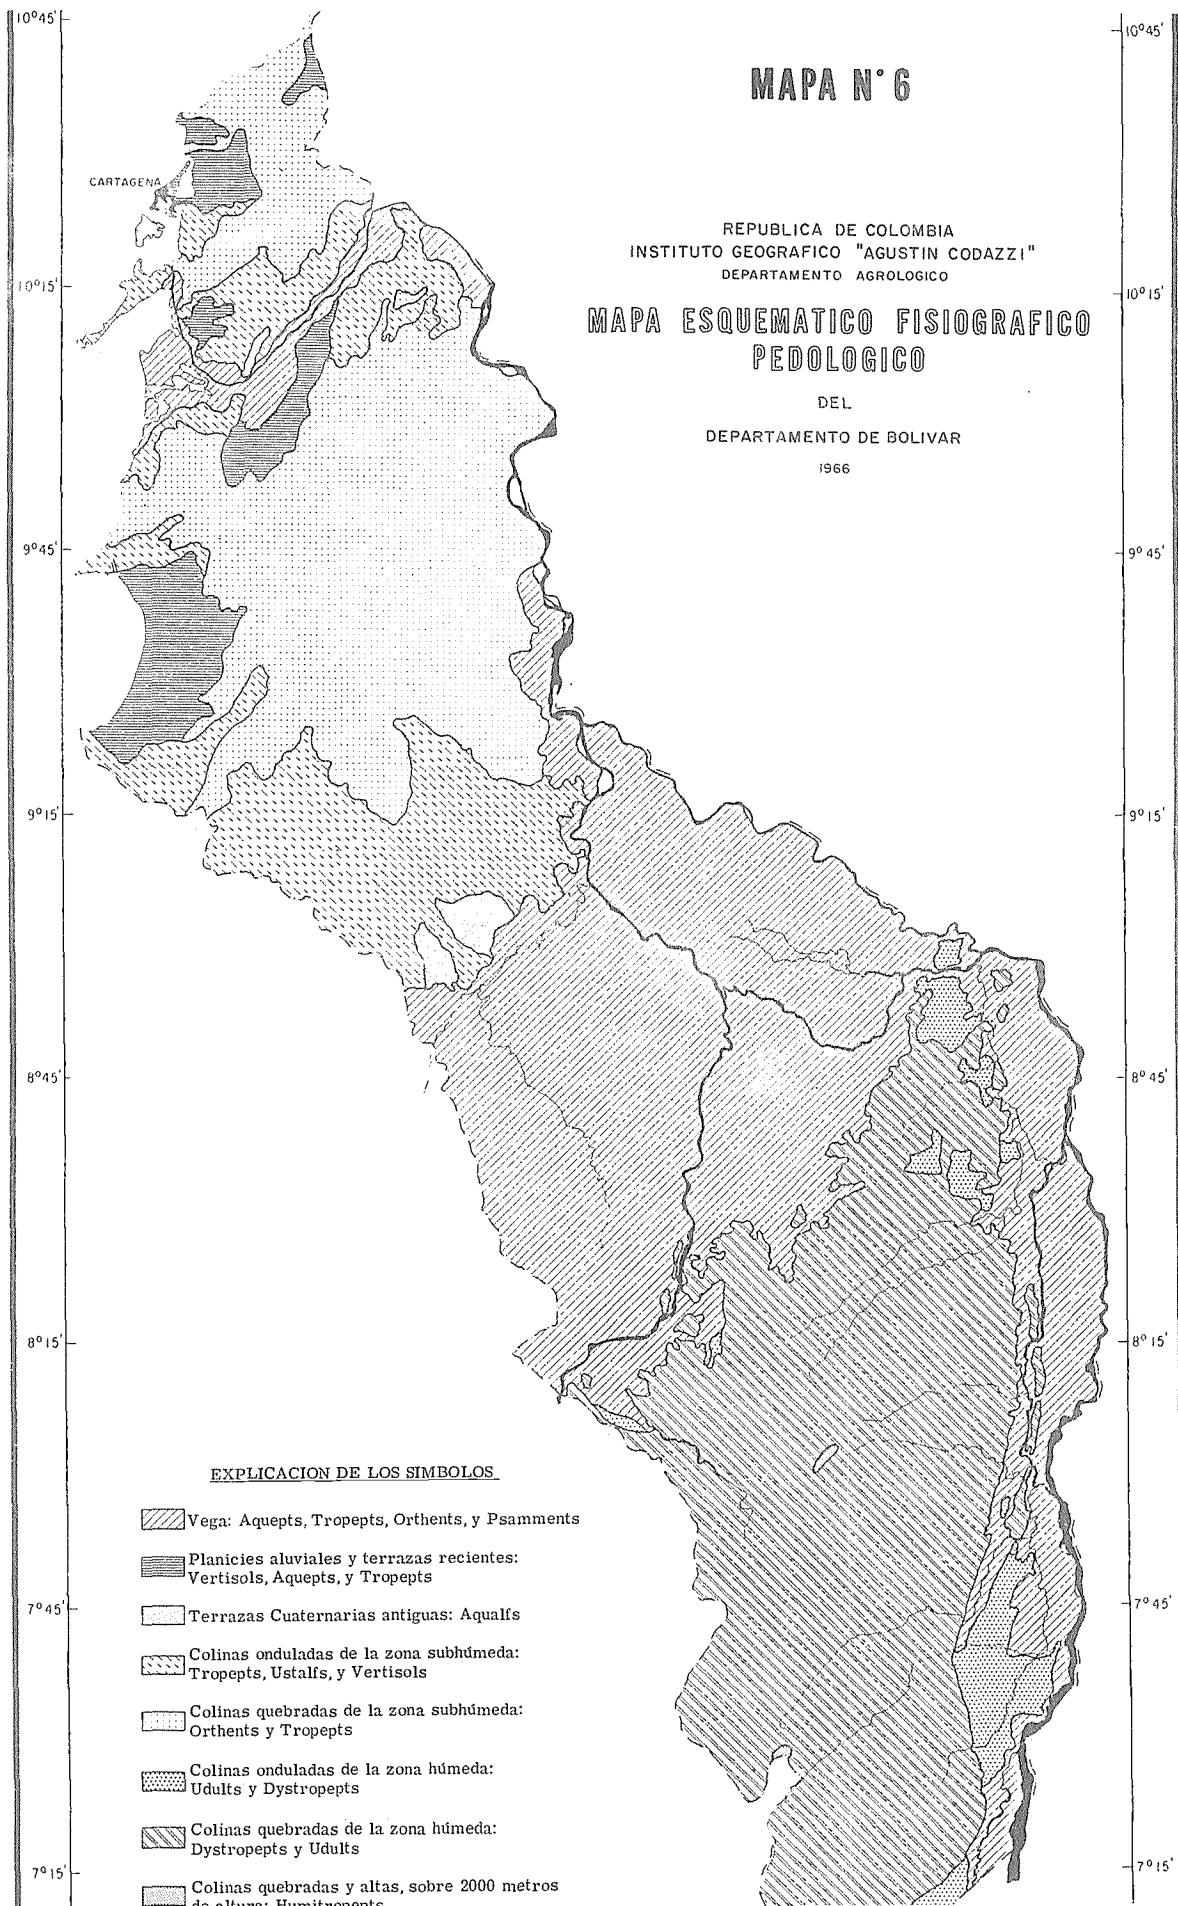 MAPA N° 6
REPUBLICA DE COLOMBIA
INSTITUTO GEOGRAFICO "AGUSTIN CODAZZI"
DEPARTAMENTO AGROLOGICO
MAPA ESQUEMATICO FISIOGRAFICO
PEDOLOGICO
DEL
DEPARTAMENTO DE BOLIVAR
1966
10°45'
10°45'
CARTAGENA
10°15'
10°15'
9°45'
9°45'
9°15'
9°15'
8°45'
8°45'
8°15'
8°15'
7°45'
7°45'
7°15'
7°15'
EXPLICACION DE LOS SIMBOLOS
Vega: Aquepts, Tropepts, Orthents, y Psamments
Planicies aluviales y terrazas recientes:
Vertisols, Aquepts, y Tropepts
Terrazas Cuaternarias antiguas: Aqualfs
Colinas onduladas de la zona subhúmeda:
Tropepts, Ustalfs, y Vertisols
Colinas quebradas de la zona subhúmeda:
Orthents y Tropepts
Colinas onduladas de la zona húmeda:
Udults y Dystropepts
Colinas quebradas de la zona húmeda:
Dystropepts y Udults
Colinas quebradas y altas, sobre 2000 metros
de altura: Humitropepts